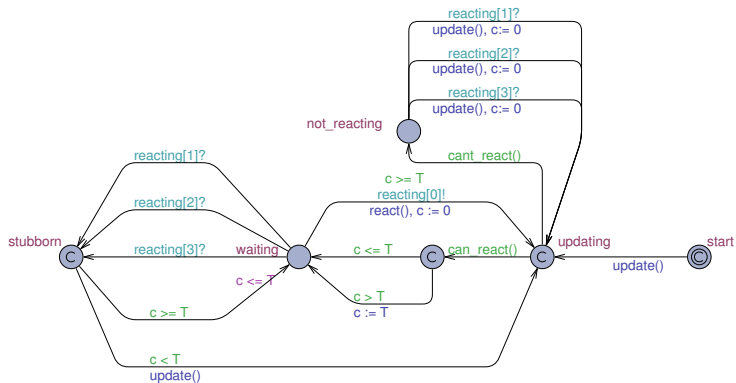 reacting[1]?
update(), c:= 0
reacting[2]?
update(), c:= 0
reacting[3]?
update(), c:= 0
not_reacting
reacting[1]?
cant_react()
c >= T
reacting[0]!
reacting[2]?
react(), c := 0
stubborn
reacting[3]?
waiting
c <= T
can_react()
updating
start
C
C
C
C
update()
c <= T
c > T
c >= T
c := T
c < T
update()